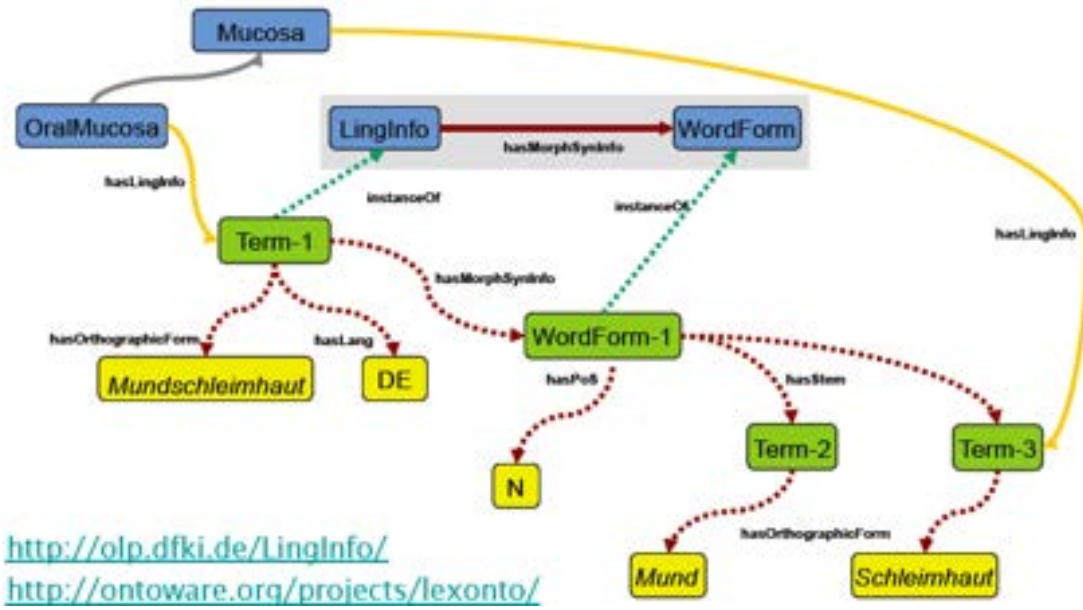 Mucosa
OralMucosa
LingInfo
WordForm
hasMorphSynInfo
hasLingInfo
instanceOf
instanceOf
hasLingInfo
Term-1
hasMorphSynInfo
WordForm-1
hasOrthographicForm
hasLang
Mundschleimhaut
DE
hasPoS
hasStem
Term-2
Term-3
N
hasOrthographicForm
Mund
Schleimhaut
http://olp.dfki.de/LingInfo/
http://ontoware.org/projects/lexonto/